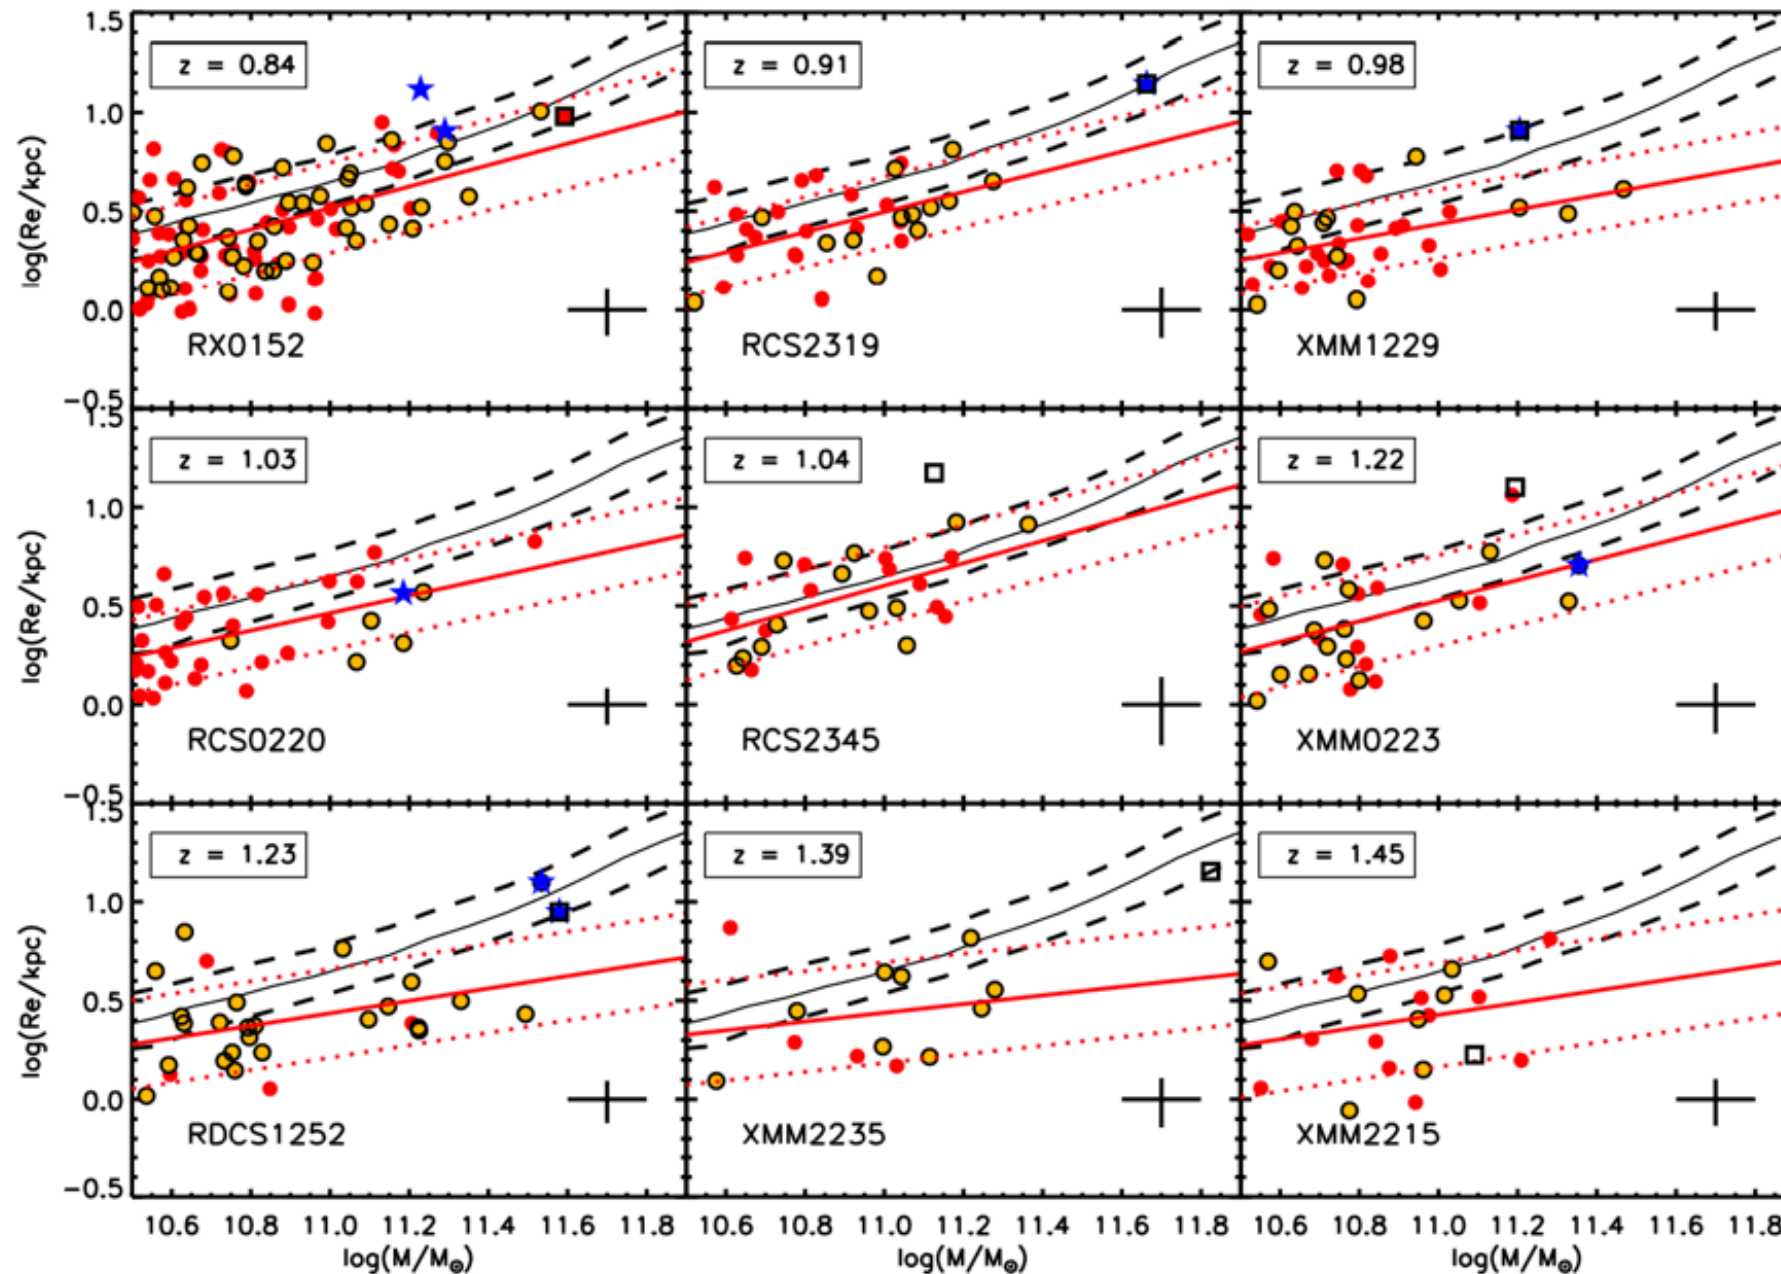 1.5
z = 0.84
z = 0.91
z = 0.98
1.0
log(Re/kpc)
0.5
0.0
RX0152
RCS2319
XMM1229
-0.5
1.5
z = 1.03
z = 1.04
z = 1.22
1.0
log(Re/kpc)
0.5
0.0
RCS0220
RCS2345
XMM0223
-0.5
1.5
z = 1.23
z = 1.39
z = 1.45
1.0
log(Re/kpc)
0.5
0.0
RDCS1252
XMM2235
XMM2215
-0.5
10.6 10.8 11.0 11.2 11.4 11.6 11.8 10.6 10.8 11.0 11.2 11.4 11.6 11.8 10.6 10.8 11.0 11.2 11.4 11.6 11.8
log(M/M⊙) log(M/M⊙) log(M/M⊙)